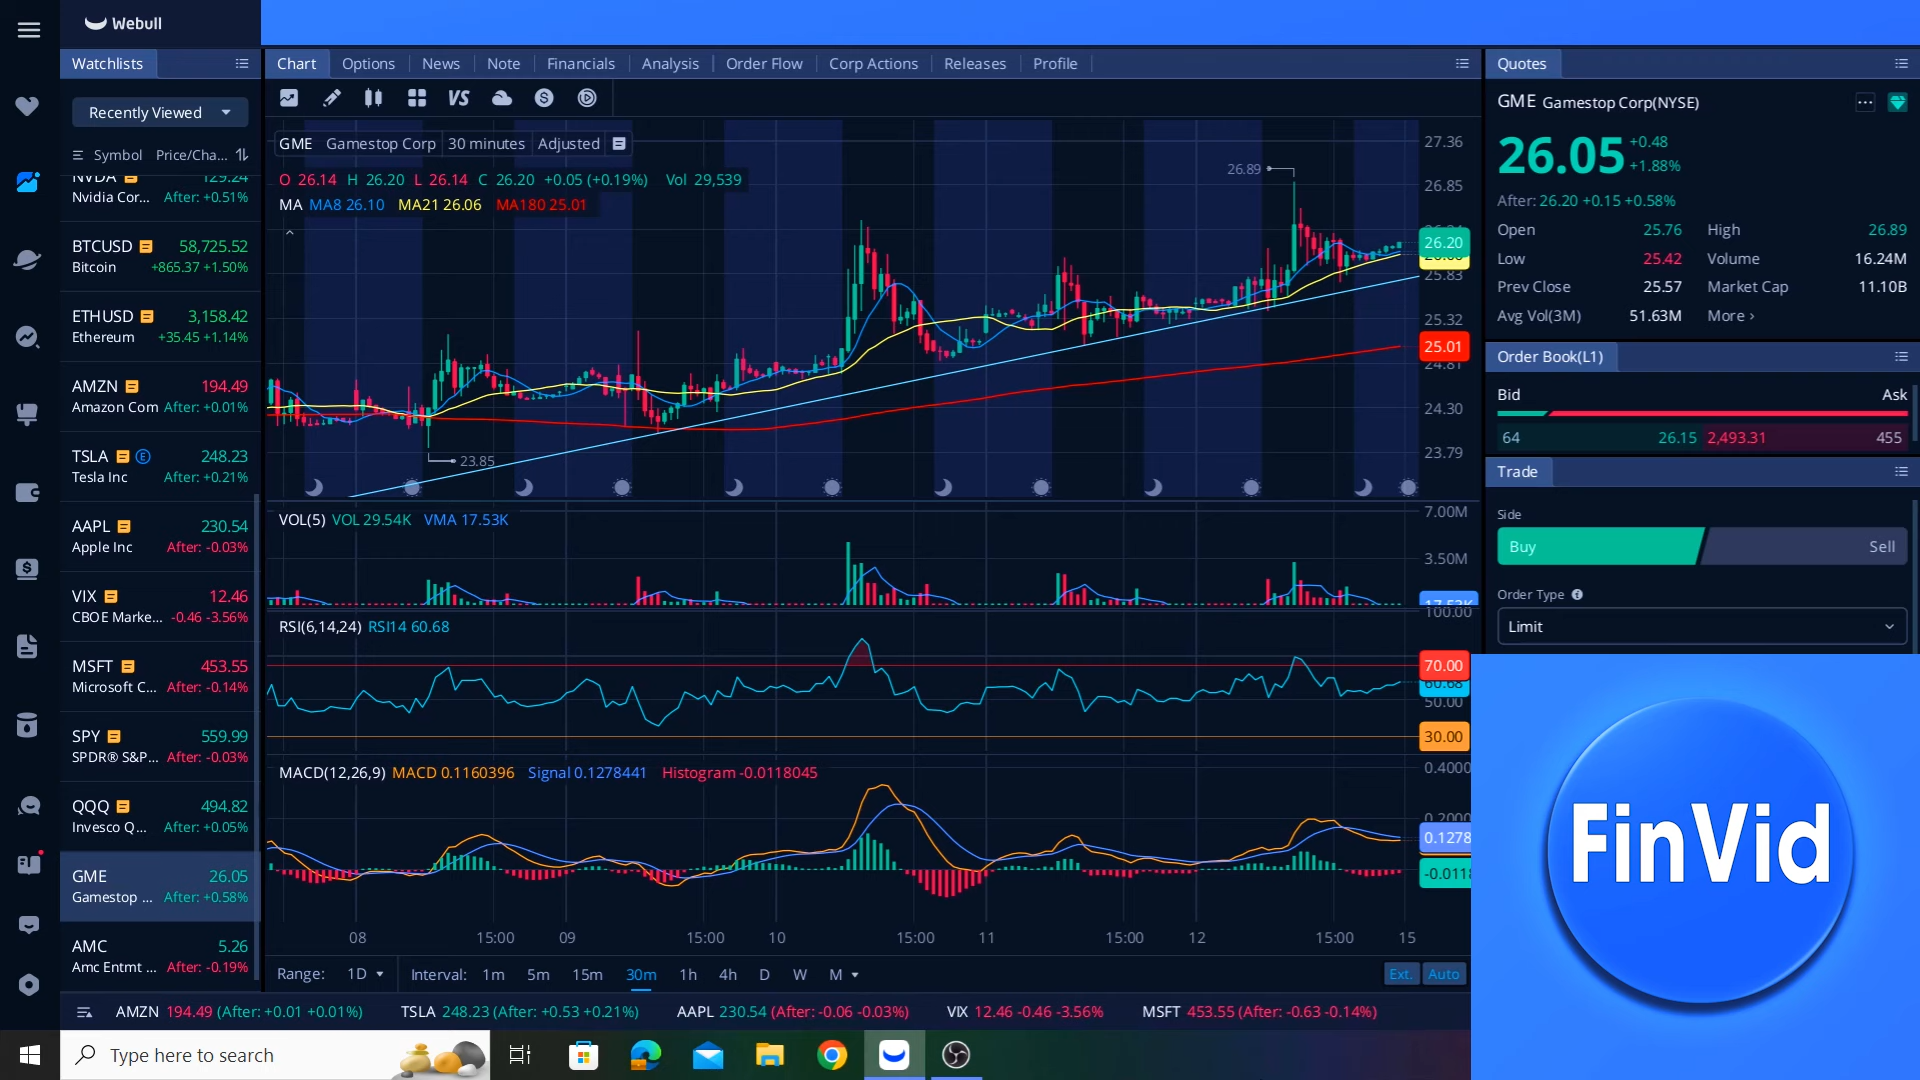 Webull
Watchlists
Recently Viewed
Symbol Price/Cha...
NVDA 129.24
Nvidia Cor... After: +0.51%
BTCUSD 58,725.52
Bitcoin +865.37 +1.50%
ETHUSD 3,158.42
Ethereum +35.45 +1.14%
AMZN 194.49
Amazon Com After: +0.01%
TSLA E 248.23
Tesla Inc After: +0.21%
AAPL 230.54
Apple Inc After: -0.03%
VIX 12.46
CBOE Marke... -0.46 -3.56%
MSFT 453.55
Microsoft C... After: -0.14%
SPY 559.99
SPDR® S&P... After: -0.03%
QQQ 494.82
Invesco Q... After: +0.05%
GME 26.05
Gamestop ... After: +0.58%
AMC 5.26
Amc Entmt ... After: -0.19%
Chart Options News Note Financials Analysis Order Flow Corp Actions Releases Profile
VS
GME Gamestop Corp 30 minutes Adjusted
O 26.14 H 26.20 L 26.14 C 26.20 +0.05 (+0.19%) Vol 29,539
MA MA8 26.10 MA21 26.06 MA180 25.01
26.89
23.85
27.36
26.85
26.20
25.83
25.32
25.01
24.81
24.30
23.79
VOL(5) VOL 29.54K VMA 17.53K
7.00M
3.50M
17.53K
100.00
RSI(6,14,24) RSI14 60.68
70.00
60.68
50.00
30.00
MACD(12,26,9) MACD 0.1160396 Signal 0.1278441 Histogram -0.0118045
0.4000
0.2000
0.1278
-0.0118
08 15:00 09 15:00 10 15:00 11 15:00 12 15:00 15
Range: 1D Interval: 1m 5m 15m 30m 1h 4h D W M Ext. Auto
Quotes
GME Gamestop Corp(NYSE)
26.05 +0.48
+1.88%
After: 26.20 +0.15 +0.58%
Open 25.76 High 26.89
Low 25.42 Volume 16.24M
Prev Close 25.57 Market Cap 11.10B
Avg Vol(3M) 51.63M More ›
Order Book(L1)
Bid Ask
64 26.15 2,493.31 455
Trade
Side
Buy Sell
Order Type
Limit
FinVid
AMZN 194.49 (After: +0.01 +0.01%) TSLA 248.23 (After: +0.53 +0.21%) AAPL 230.54 (After: -0.06 -0.03%) VIX 12.46 -0.46 -3.56% MSFT 453.55 (After: -0.63 -0.14%)
Type here to search